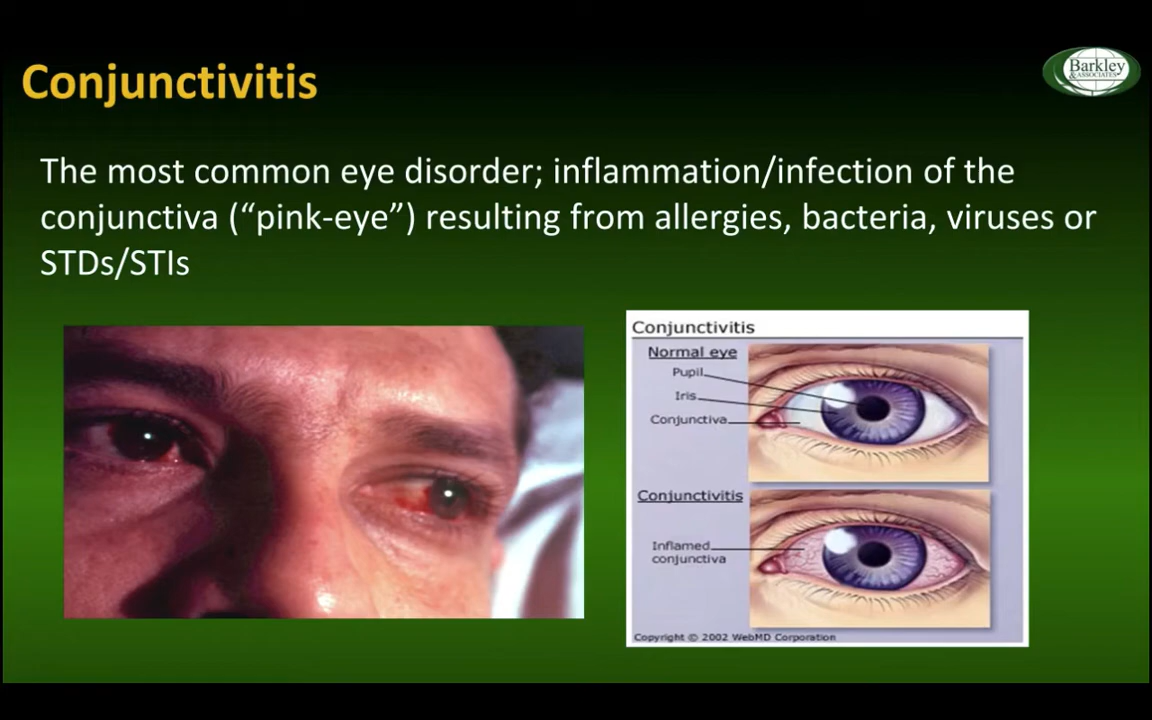 Conjunctivitis
Barkley
& ASSOCIATES
The most common eye disorder; inflammation/infection of the
conjunctiva (“pink-eye”) resulting from allergies, bacteria, viruses or
STDs/STIs
Conjunctivitis
Normal eye
Pupil
Iris
Conjunctiva
Conjunctivitis
Inflamed
conjunctiva
Copyright © 2002 WebMD Corporation